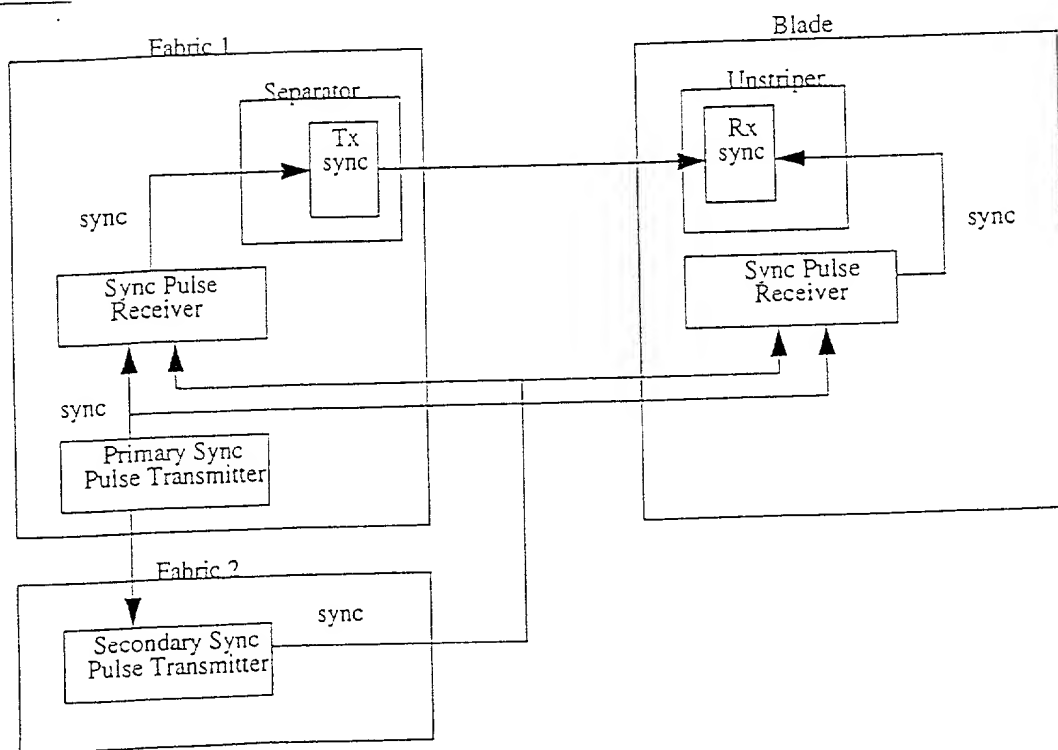 Fabric 1
Blade
Separator
Unstriper
Tx
sync
Rx
sync
sync
sync
Sync Pulse
Receiver
Sync Pulse
Receiver
sync
Primary Sync
Pulse Transmitter
Fabric 2
sync
Secondary Sync
Pulse Transmitter